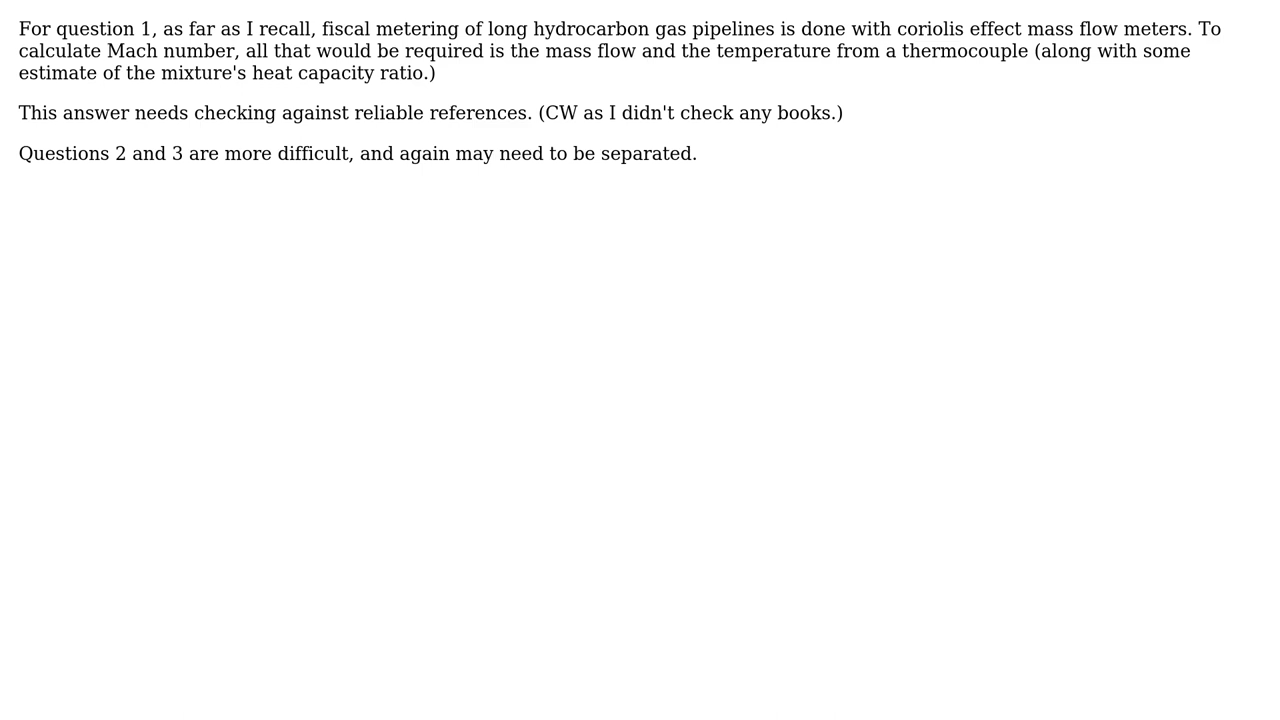 For question 1, as far as I recall, fiscal metering of long hydrocarbon gas pipelines is done with coriolis effect mass flow meters. To
calculate Mach number, all that would be required is the mass flow and the temperature from a thermocouple (along with some
estimate of the mixture's heat capacity ratio.)
This answer needs checking against reliable references. (CW as I didn't check any books.)
Questions 2 and 3 are more difficult, and again may need to be separated.